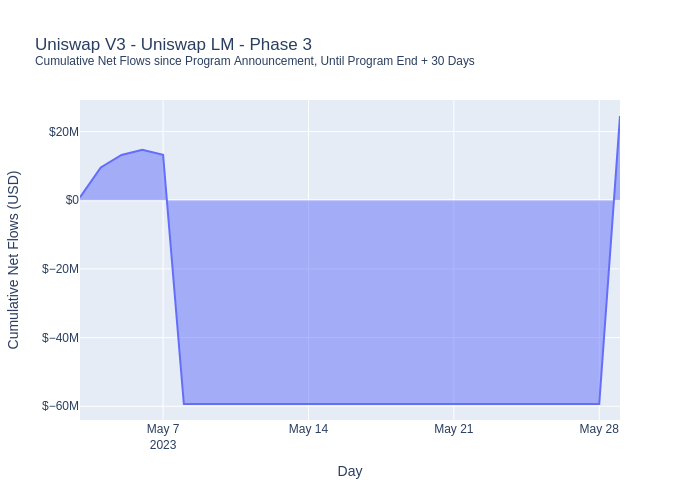 Uniswap V3 - Uniswap LM - Phase 3
Cumulative Net Flows since Program Announcement, Until Program End + 30 Days
$20M
$0
$−20M
$−40M
$−60M
Cumulative Net Flows (USD)
May 7
2023
May 14
May 21
May 28
Day